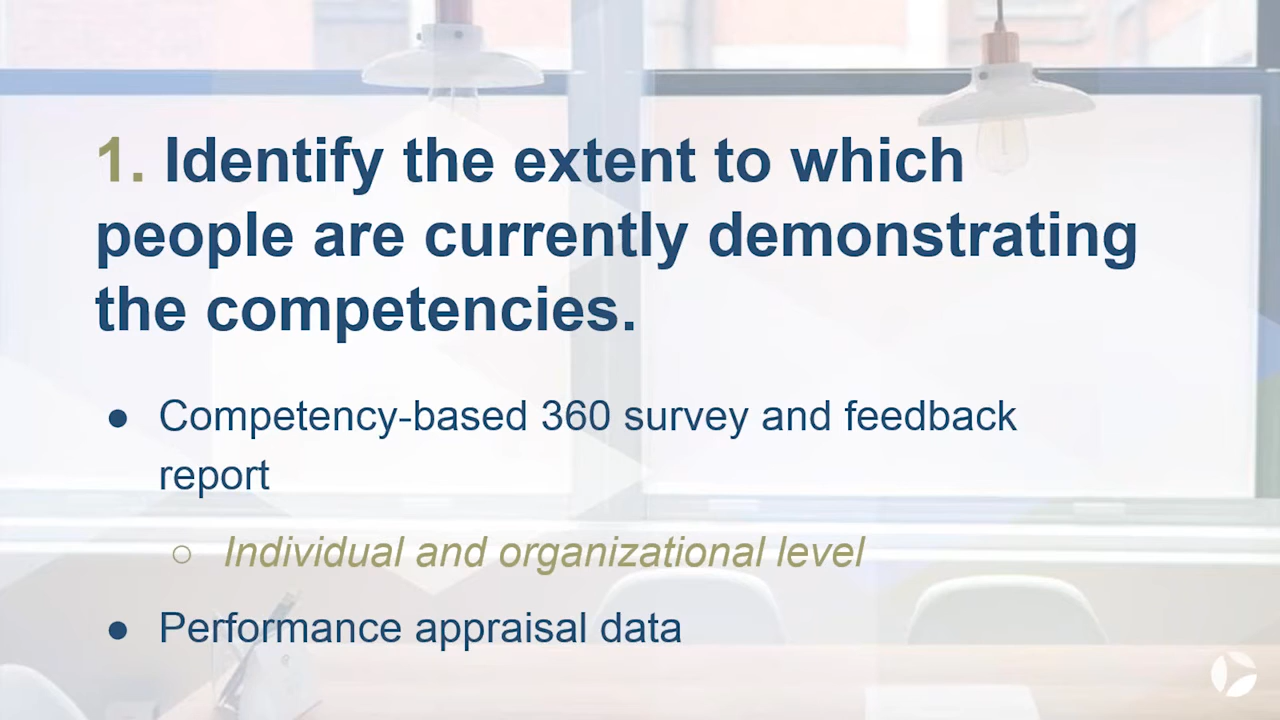 1. Identify the extent to which
people are currently demonstrating
the competencies.
● Competency-based 360 survey and feedback
report
○ Individual and organizational level
● Performance appraisal data